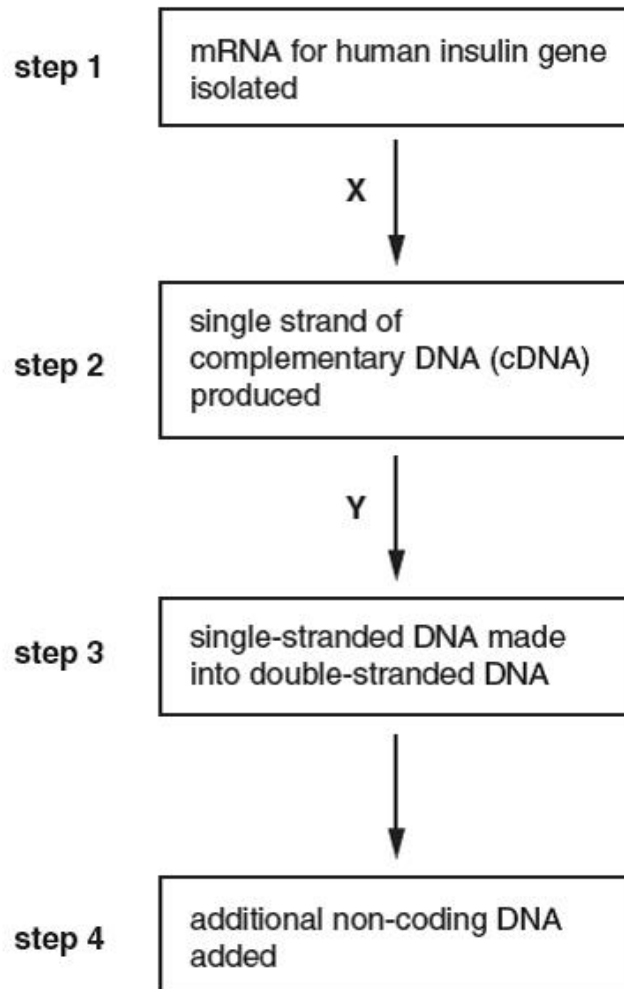 step 1
mRNA for human insulin gene
isolated
X
step 2
single strand of
complementary DNA (cDNA)
produced
Y
step 3
single-stranded DNA made
into double-stranded DNA
step 4
additional non-coding DNA
added